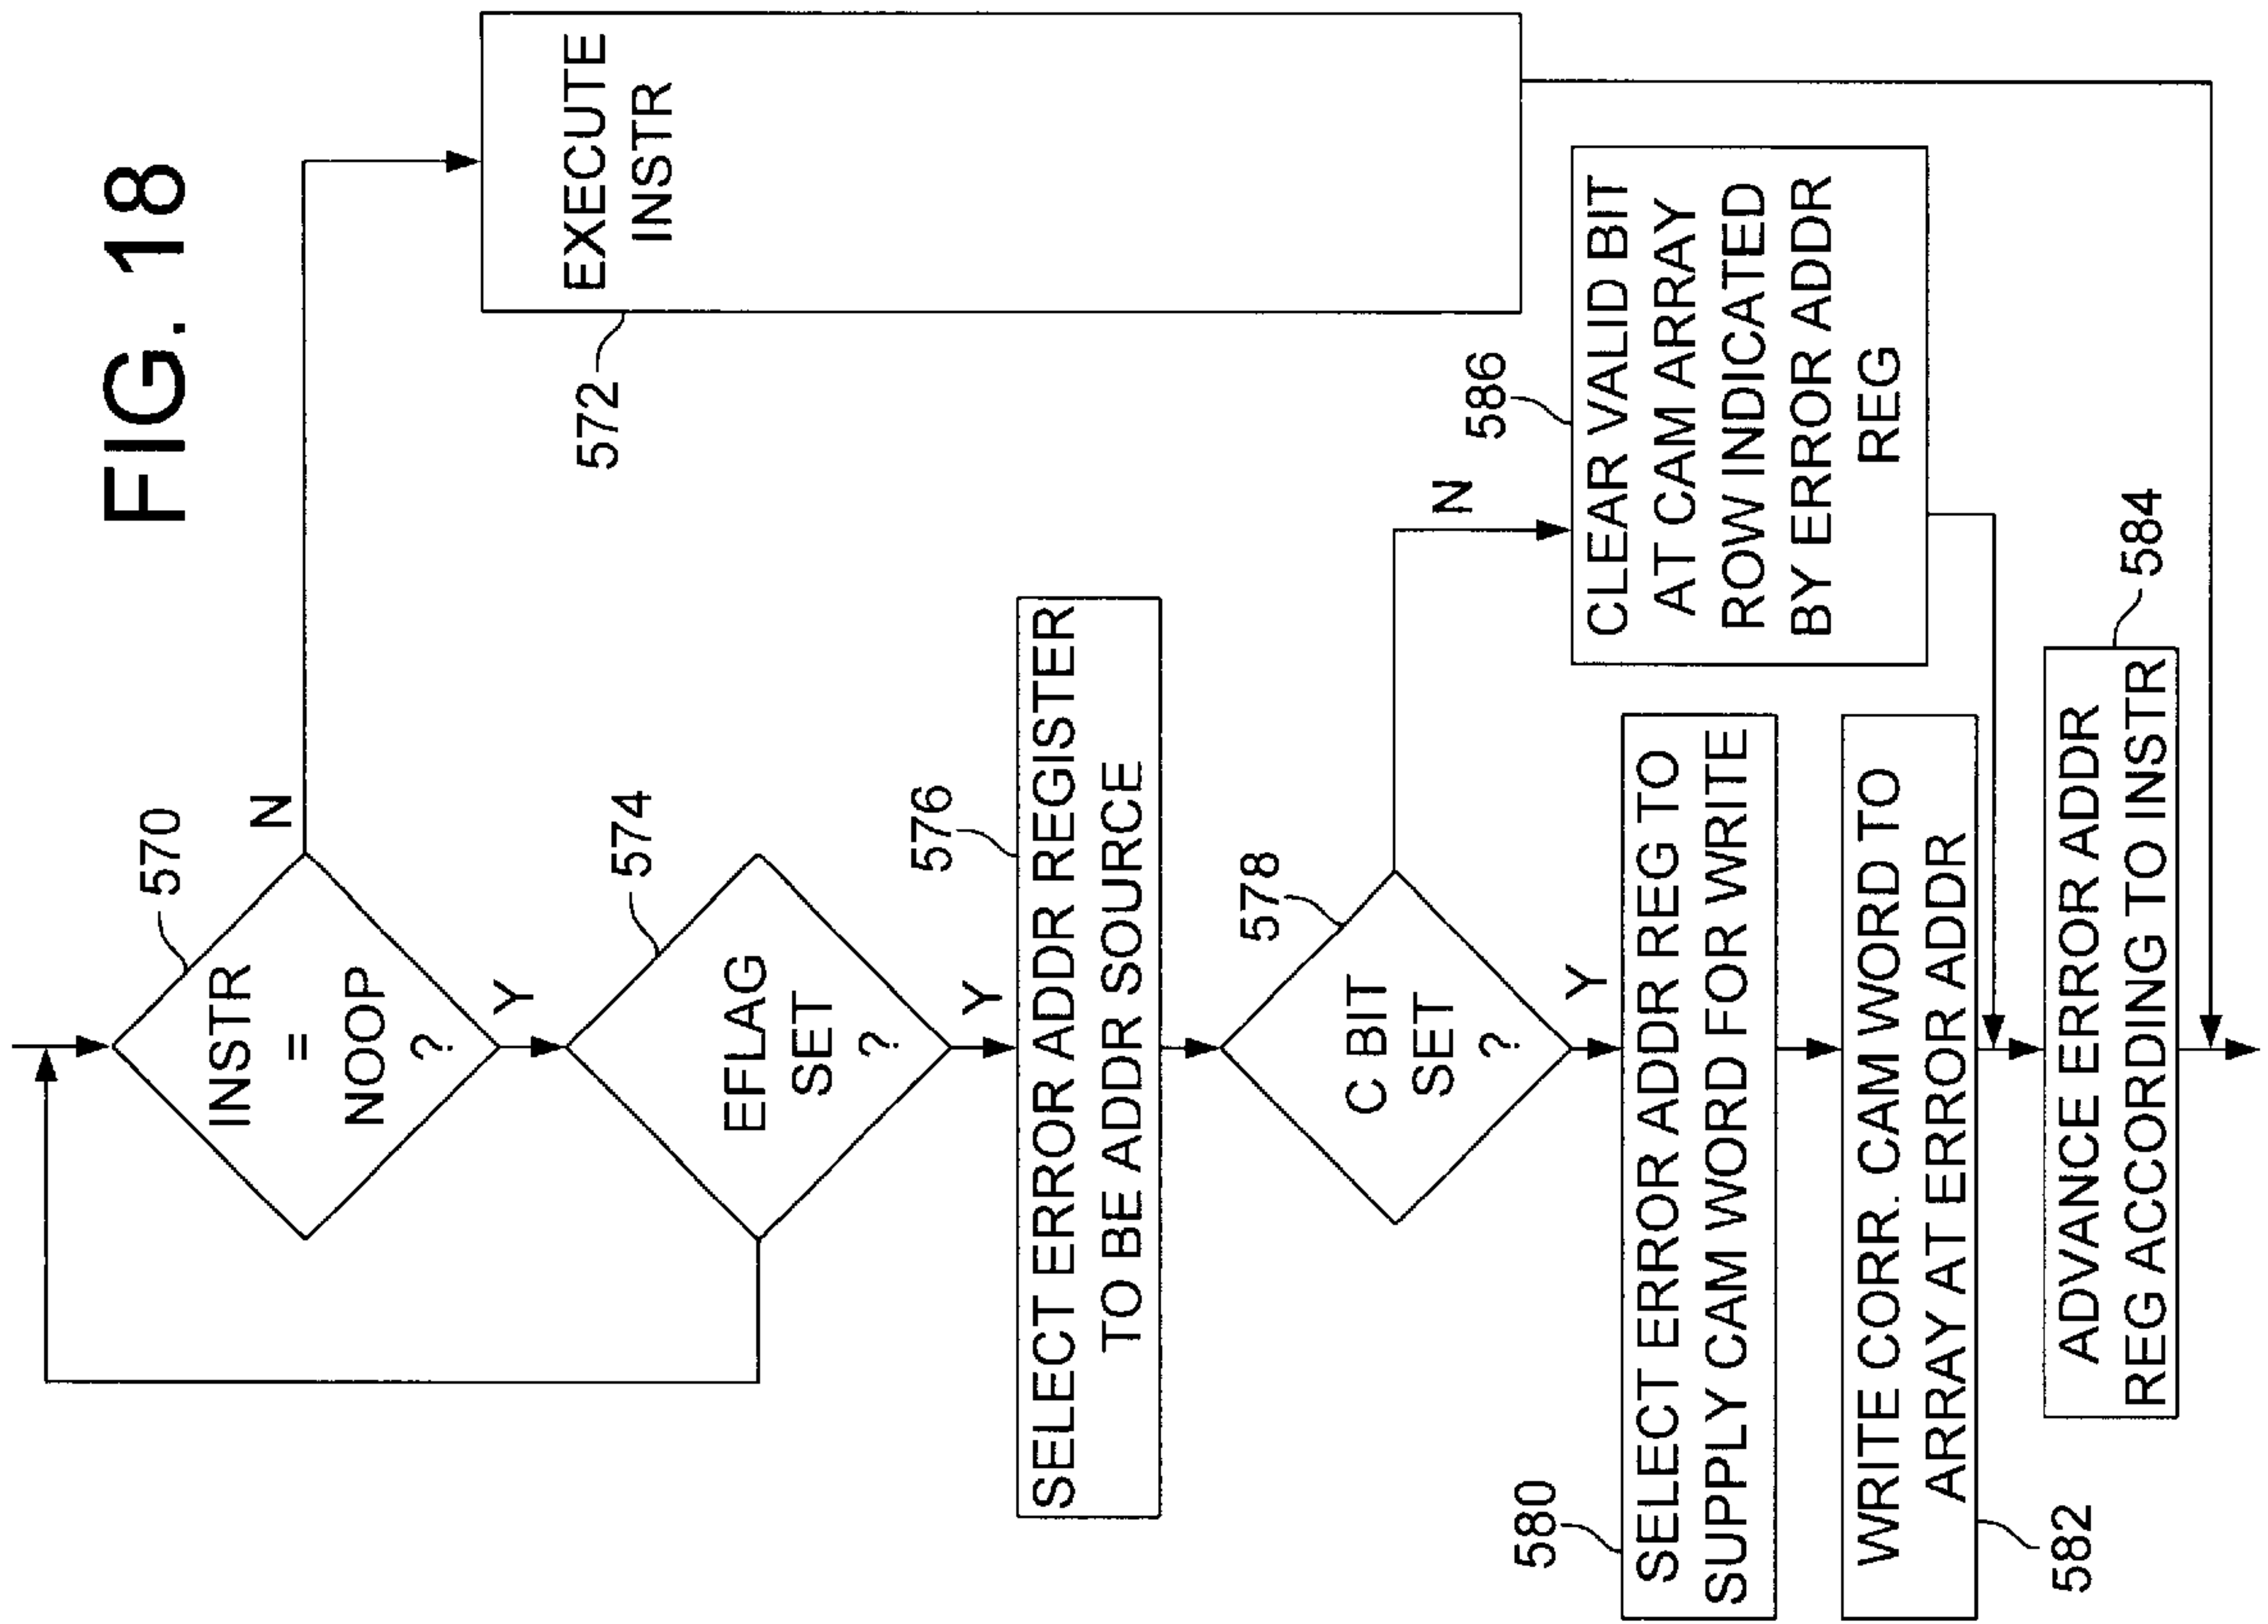 FIG. 18
570
INSTR
=
NOOP
?
N
Y
572
EXECUTE
INSTR
574
EFLAG
SET
?
Y
576
SELECT ERROR ADDR REGISTER
TO BE ADDR SOURCE
578
C BIT
SET
?
N
Y
586
CLEAR VALID BIT
AT CAM ARRAY
ROW INDICATED
BY ERROR ADDR
REG
580
SELECT ERROR ADDR REG TO
SUPPLY CAM WORD FOR WRITE
582
WRITE CORR. CAM WORD TO
ARRAY AT ERROR ADDR
584
ADVANCE ERROR ADDR
REG ACCORDING TO INSTR